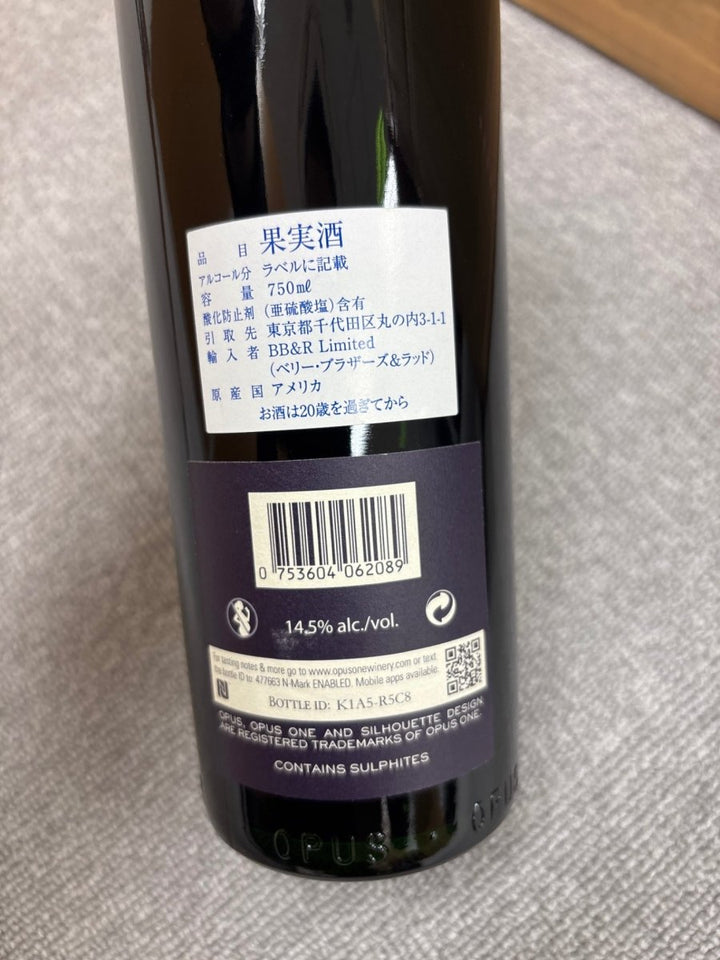 品 目 果実酒
アルコール分 ラベルに記載
容 量 750mℓ
酸化防止剤 (亜硫酸塩)含有
引 取 先 東京都千代田区丸の内3-1-1
輸 入 者 BB&R Limited
(ベリー・ブラザーズ&ラッド)
原 産 国 アメリカ
お酒は20歳を過ぎてから
0 753604 062089
14.5% alc./vol.
For tasting notes & more go to www.opusonewinery.com or text
the bottle ID to: 477663 N-Mark ENABLED. Mobile apps available.
BOTTLE ID: K1A5-R5C8
OPUS, OPUS ONE AND SILHOUETTE DESIGN
ARE REGISTERED TRADEMARKS OF OPUS ONE.
CONTAINS SULPHITES
OPUS · OPUS